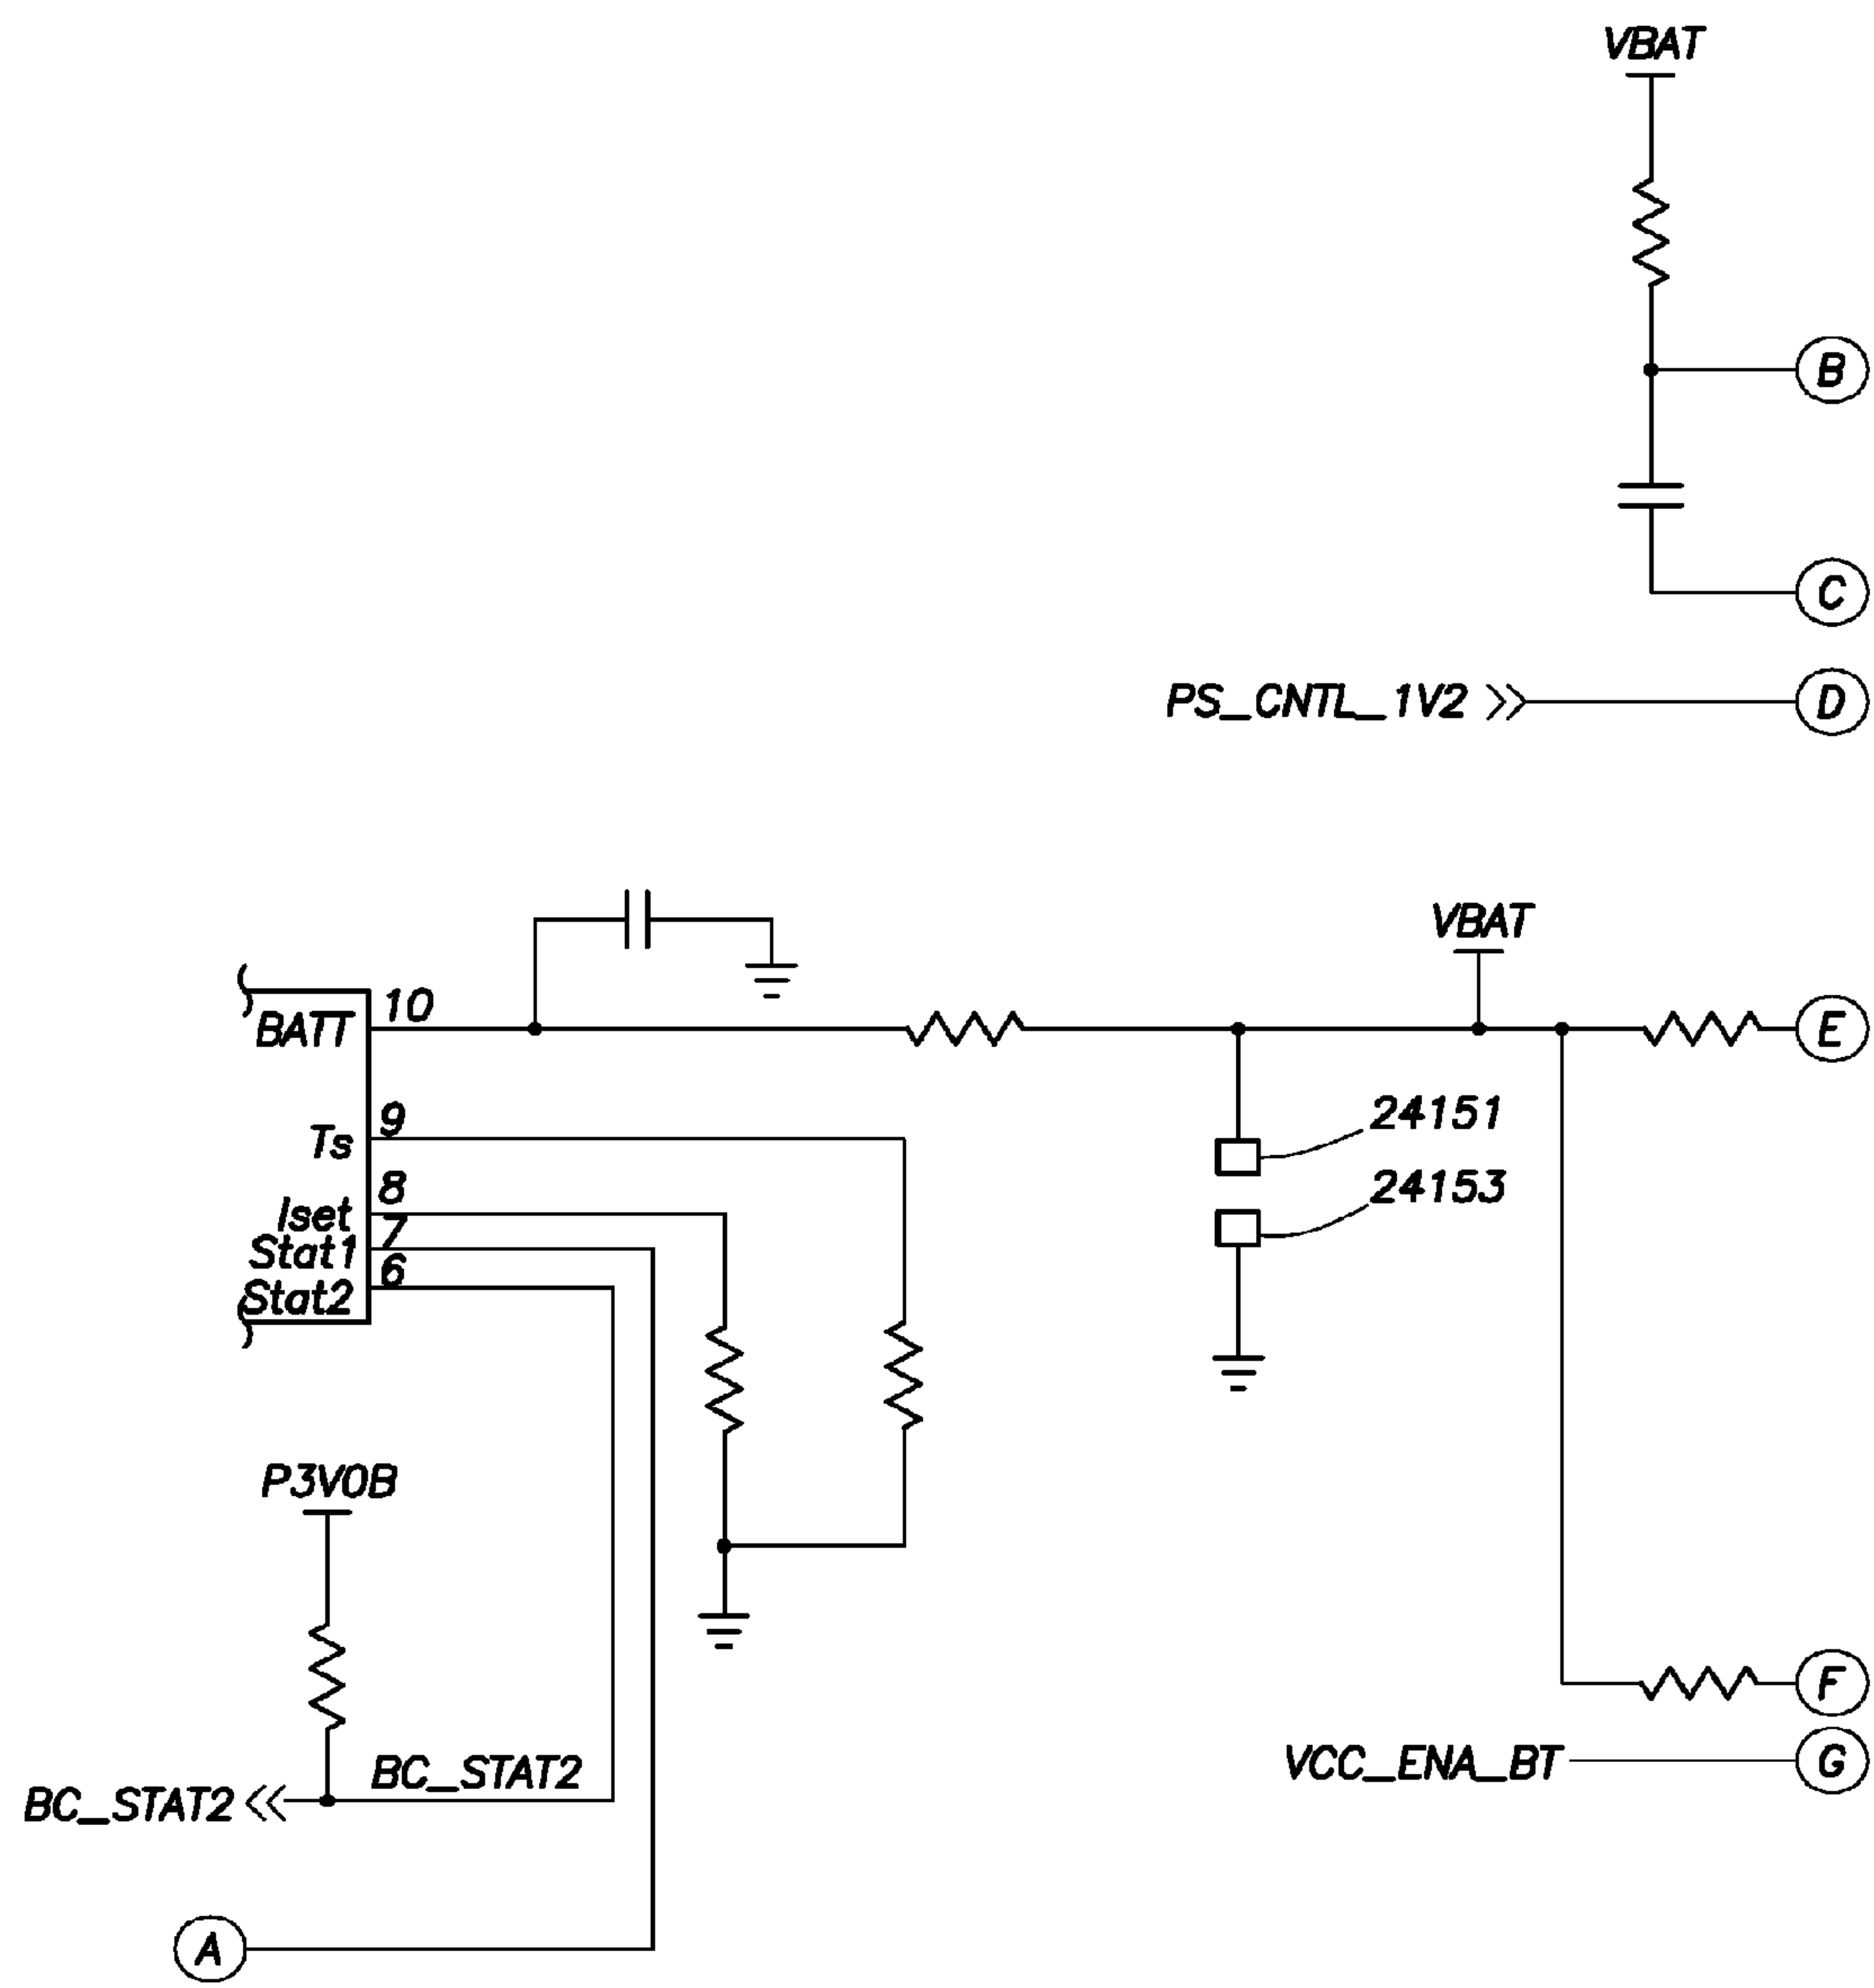 VBAT
B
C
PS_CNTL_1V2
D
VBAT
10
BATT
E
9
Ts
24151
8
24153
Iset
7
Stat1
6
Stat2
P3V0B
F
BC_STAT2
VCC_ENA_BT
G
BC_STAT2
A